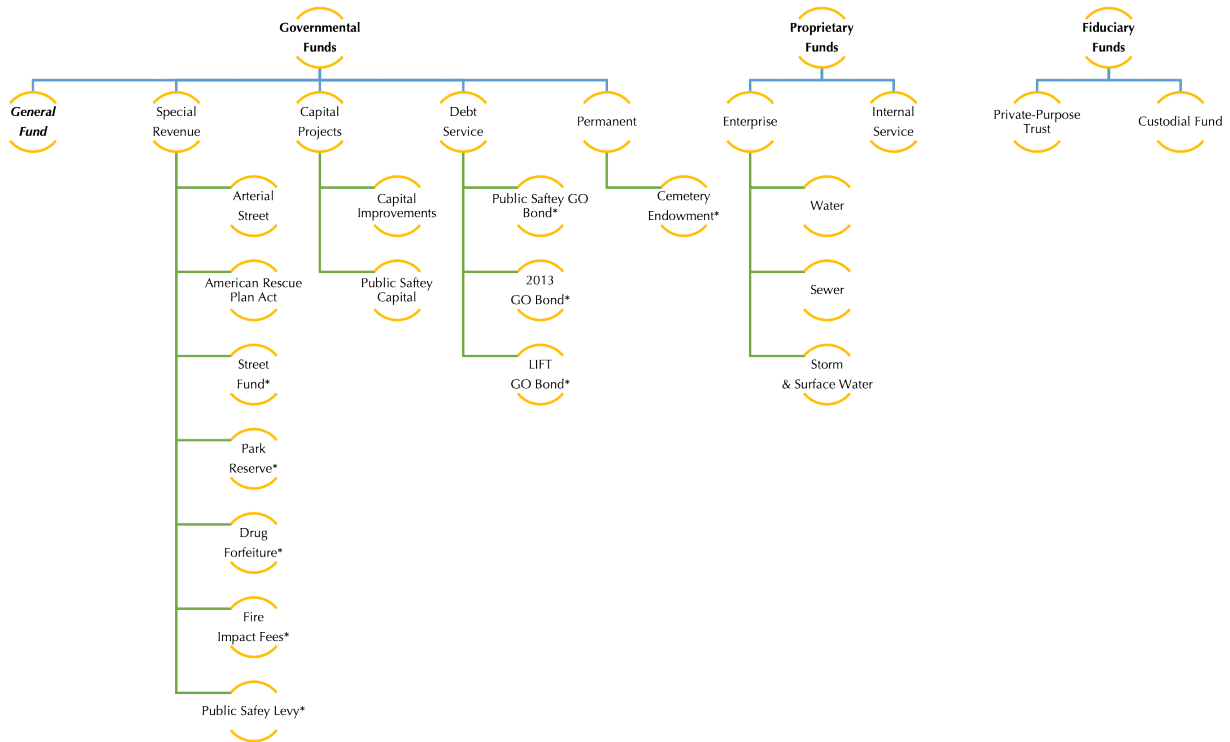 Governmental
Funds
Proprietary
Funds
Fiduciary
Funds
General
Fund
Special
Revenue
Capital
Projects
Debt
Service
Permanent
Enterprise
Internal
Service
Private-Purpose
Trust
Custodial Fund
Arterial
Street
American Rescue
Plan Act
Street
Fund*
Park
Reserve*
Drug
Forfeiture*
Fire
Impact Fees*
Public Safey Levy*
Capital
Improvements
Public Saftey
Capital
Public Saftey GO
Bond*
2013
GO Bond*
LIFT
GO Bond*
Cemetery
Endowment*
Water
Sewer
Storm
& Surface Water